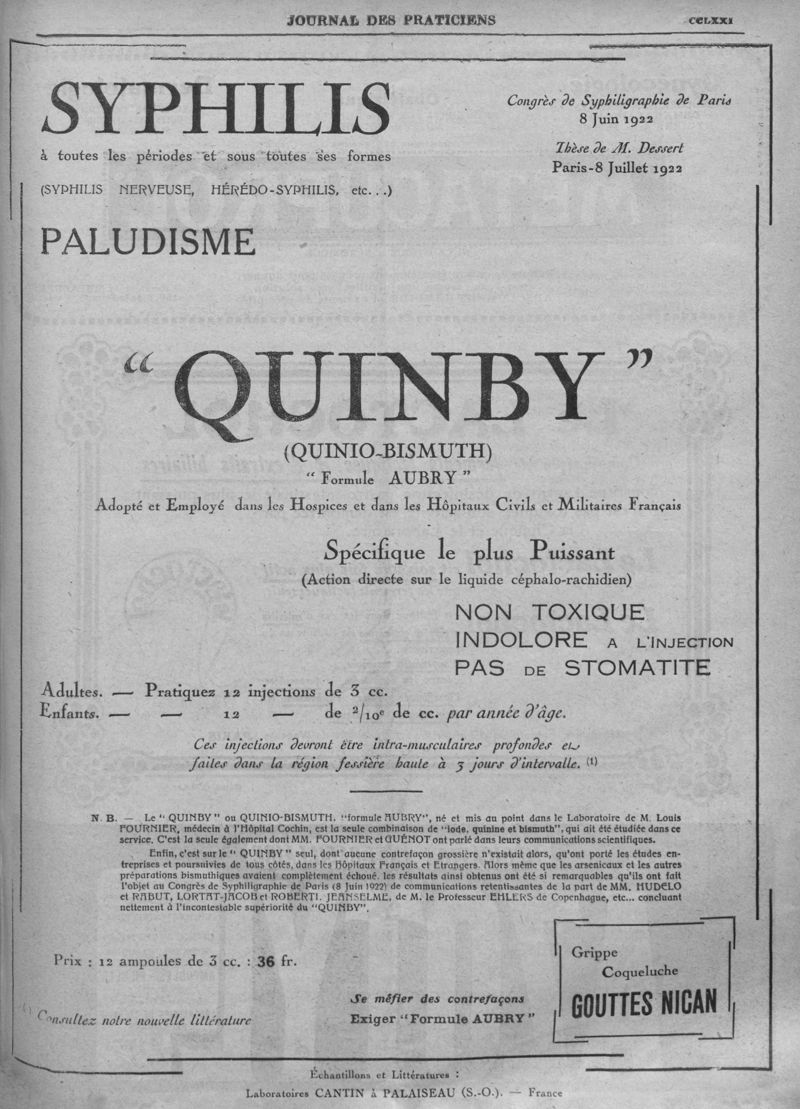 JOURNAL DES PRATICIENS
CCLXXI
SYPHILIS
à toutes les périodes et sous toutes ses formes
(SYPHILIS NERVEUSE, HÉRÉDO-SYPHILIS, etc...)
PALUDISME
Congrès de Syphiligraphie de Paris
8 Juin 1922
Thèse de M. Dessert
Paris-8 Juillet 1922
“ QUINBY ”
(QUINIO-BISMUTH)
“ Formule AUBRY ”
Adopté et Employé dans les Hospices et dans les Hôpitaux Civils et Militaires Français
Spécifique le plus Puissant
(Action directe sur le liquide céphalo-rachidien)
NON TOXIQUE
INDOLORE A L'INJECTION
PAS DE STOMATITE
Adultes. — Pratiquez 12 injections de 3 cc.
Enfants. — — 12 — de 2/10e de cc. par année d'âge.
Ces injections devront être intra-musculaires profondes et
faites dans la région fessière haute à 3 jours d'intervalle. (1)
N. B. — Le “ QUINBY ” ou QUINIO-BISMUTH, “formule AUBRY”, né et mis au point dans le Laboratoire de M. Louis
FOURNIER, médecin à l'Hôpital Cochin, est la seule combinaison de “iode, quinine et bismuth”, qui ait été étudiée dans ce
service. C'est la seule également dont MM. FOURNIER et GUÉNOT ont parlé dans leurs communications scientifiques.
Enfin, c'est sur le “ QUINBY ” seul, dont aucune contrefaçon grossière n'existait alors, qu'ont porté les études en-
treprises et poursuivies de tous côtés, dans les Hôpitaux Français et Etrangers. Alors même que les arsenicaux et les autres
préparations bismuthiques avaient complètement échoué, les résultats ainsi obtenus ont été si remarquables qu'ils ont fait
l'objet au Congrès de Syphiligraphie de Paris (8 Juin 1922) de communications retentissantes de la part de MM. HUDELO
et RABUT, LORTAT-JACOB et ROBERTI, JEANSELME, de M. le Professeur EHLERS de Copenhague, etc... concluant
nettement à l'incontestable supériorité du “QUINBY”.
Prix : 12 ampoules de 3 cc. : 36 fr.
(1) Consultez notre nouvelle littérature
Se méfier des contrefaçons
Exiger “Formule AUBRY”
Grippe
Coqueluche
GOUTTES NICAN
Échantillons et Littératures :
Laboratoires CANTIN à PALAISEAU (S.-O.). — France